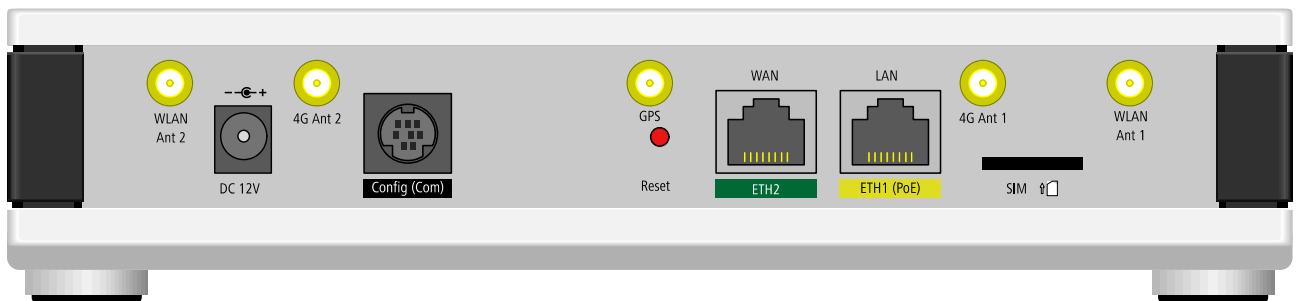 WLAN
Ant 2
- +
DC 12V
4G Ant 2
Config (Com)
GPS
Reset
WAN
ETH2
LAN
ETH1 (PoE)
4G Ant 1
SIM
WLAN
Ant 1